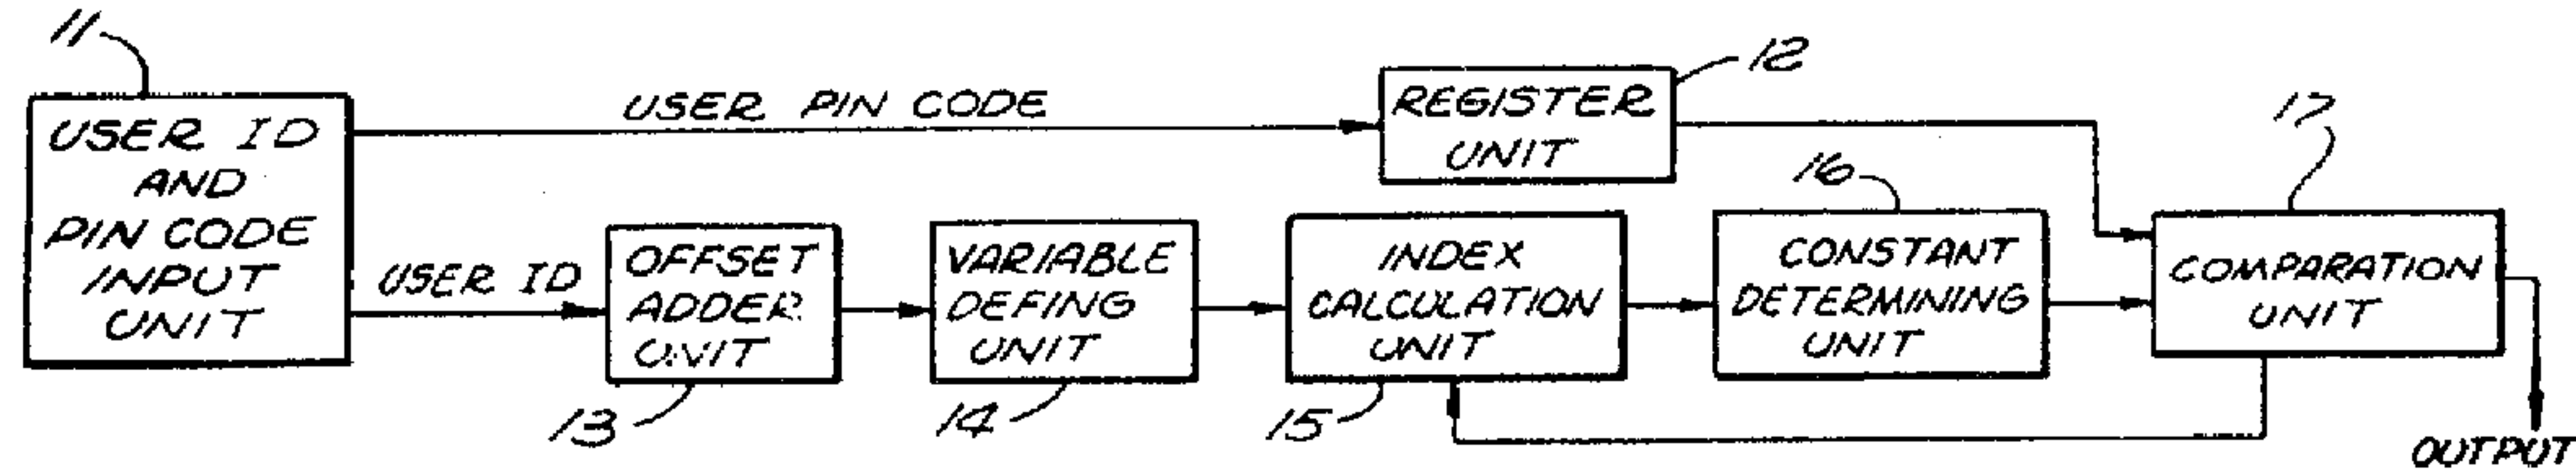 11
USER ID
AND
PIN CODE
INPUT
UNIT
USER PIN CODE
REGISTER
UNIT
12
USER ID
OFFSET
ADDER
UNIT
13
VARIABLE
DEFING
UNIT
14
INDEX
CALCULATION
UNIT
15
CONSTANT
DETERMINING
UNIT
16
COMPARATION
UNIT
17
OUTPUT